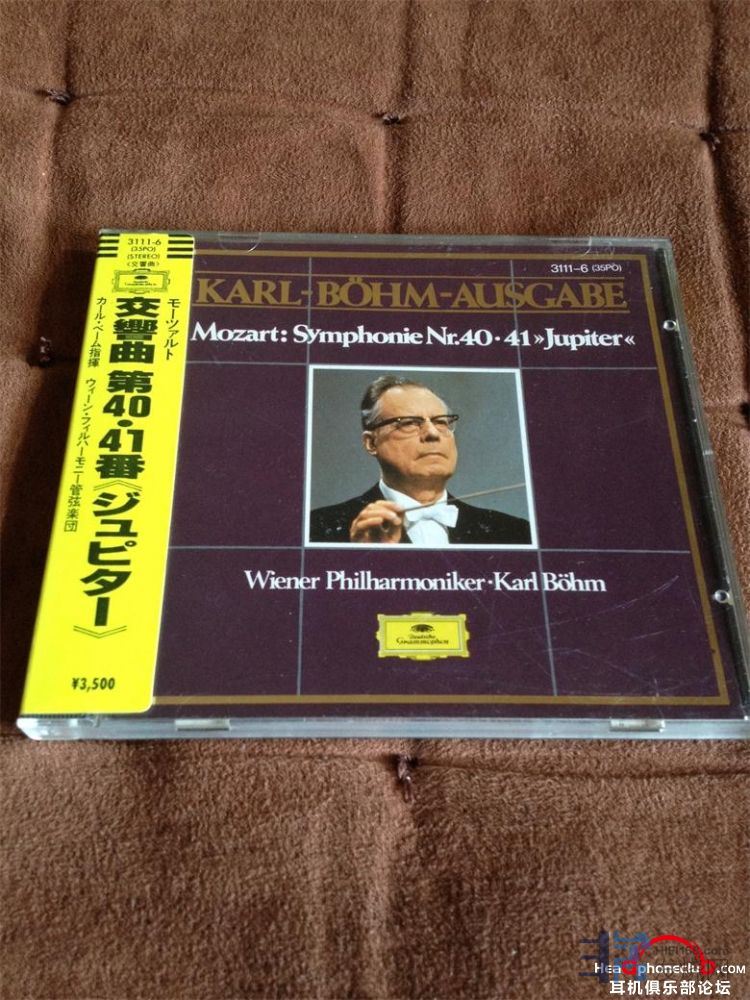 3111-6
(35PO)
(STEREO)
〈交響曲〉
Deutsche
Grammophon
モーツァルト
交響曲 第40・41番《ジュピター》
カール・ベーム指揮 ウィーン・フィルハーモニー管弦楽団
¥3,500
3111-6 (35PO)
KARL-BÖHM-AUSGABE
Mozart: Symphonie Nr.40・41 »Jupiter«
Wiener Philharmoniker・Karl Böhm
Deutsche
Grammophon
耳机俱乐部论坛